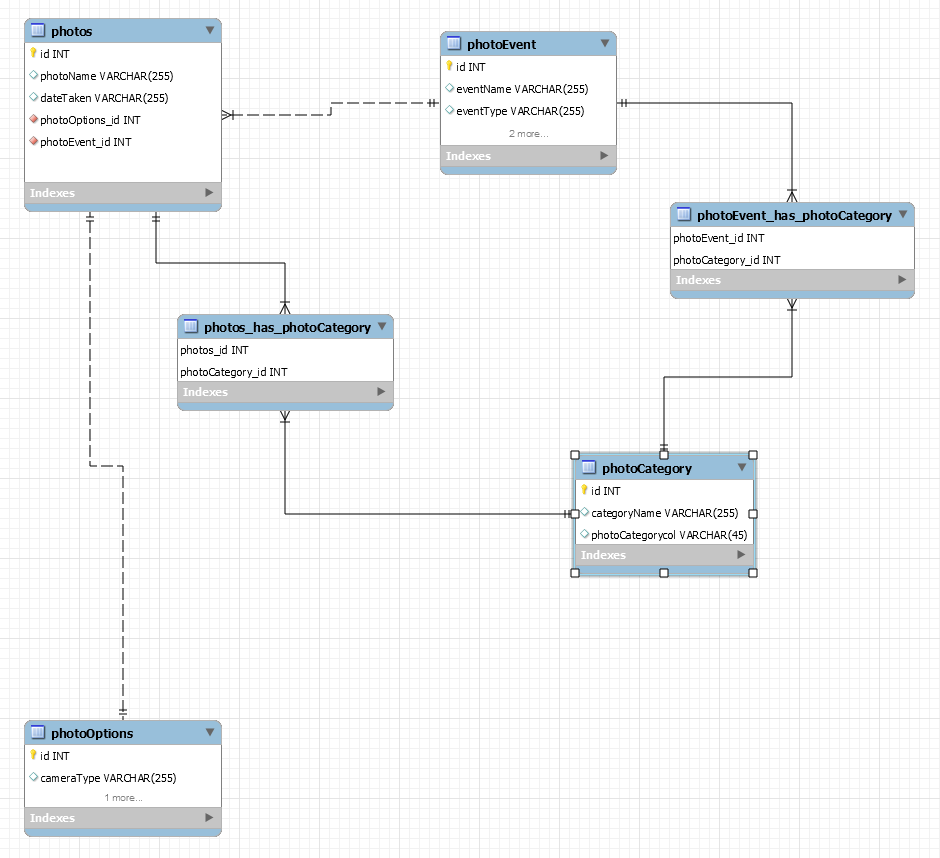 photos
id INT
photoName VARCHAR(255)
dateTaken VARCHAR(255)
photoOptions_id INT
photoEvent_id INT
Indexes
photoEvent
id INT
eventName VARCHAR(255)
eventType VARCHAR(255)
2 more...
Indexes
photoEvent_has_photoCategory
photoEvent_id INT
photoCategory_id INT
Indexes
photos_has_photoCategory
photos_id INT
photoCategory_id INT
Indexes
photoCategory
id INT
categoryName VARCHAR(255)
photoCategorycol VARCHAR(45)
Indexes
photoOptions
id INT
cameraType VARCHAR(255)
1 more...
Indexes